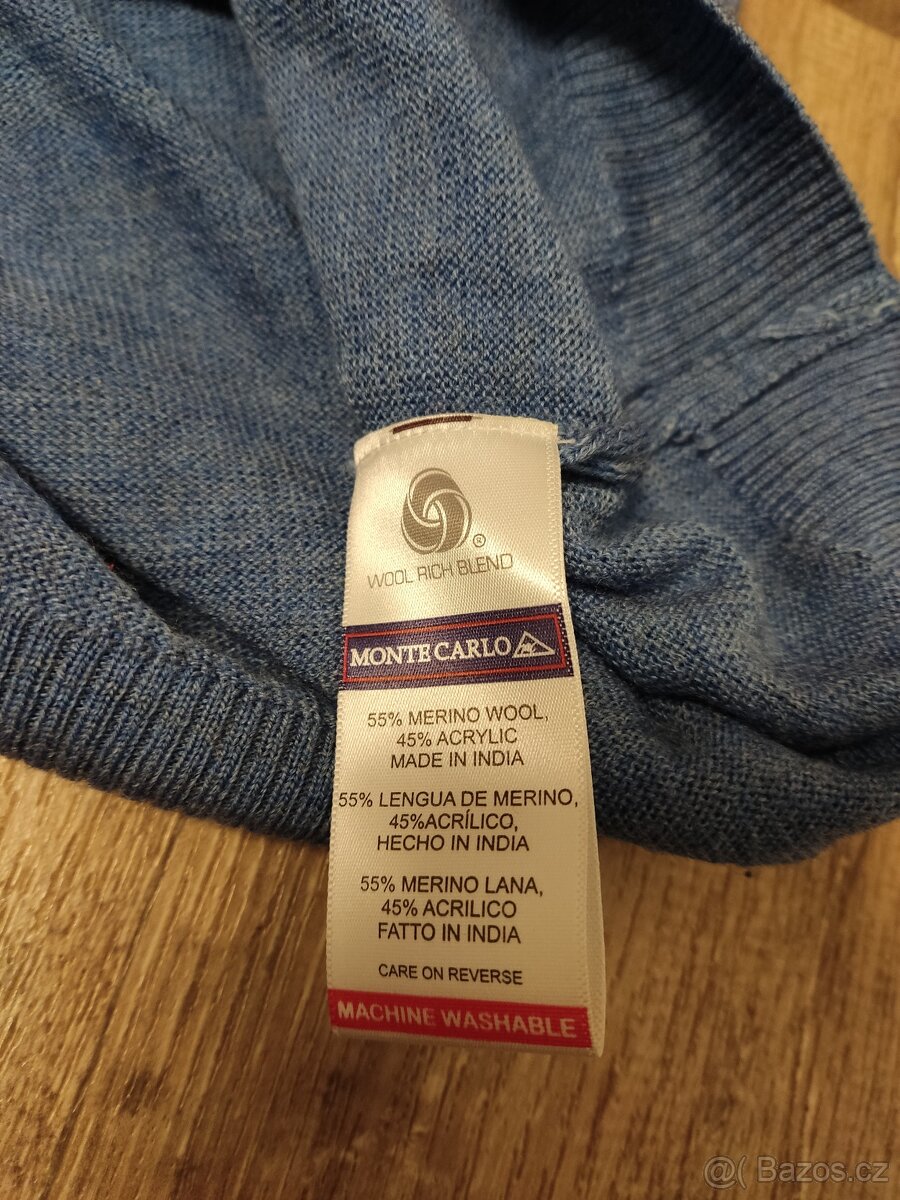 ®
WOOL RICH BLEND
MONTE CARLO
55% MERINO WOOL,
45% ACRYLIC
MADE IN INDIA
55% LENGUA DE MERINO,
45%ACRÍLICO,
HECHO IN INDIA
55% MERINO LANA,
45% ACRILICO
FATTO IN INDIA
CARE ON REVERSE
MACHINE WASHABLE
@( Bazos.cz